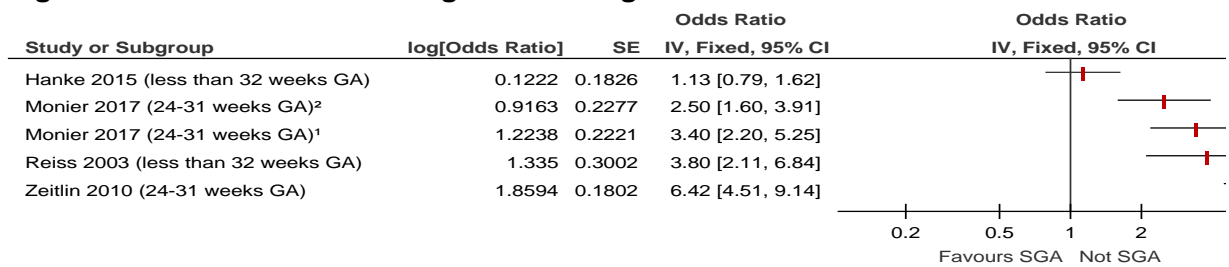 Odds Ratio Odds Ratio
Study or Subgroup log[Odds Ratio] SE IV, Fixed, 95% CI IV, Fixed, 95% CI
Hanke 2015 (less than 32 weeks GA) 0.1222 0.1826 1.13 [0.79, 1.62]
Monier 2017 (24-31 weeks GA)² 0.9163 0.2277 2.50 [1.60, 3.91]
Monier 2017 (24-31 weeks GA)¹ 1.2238 0.2221 3.40 [2.20, 5.25]
Reiss 2003 (less than 32 weeks GA) 1.335 0.3002 3.80 [2.11, 6.84]
Zeitlin 2010 (24-31 weeks GA) 1.8594 0.1802 6.42 [4.51, 9.14]
0.2 0.5 1 2
Favours SGA Not SGA